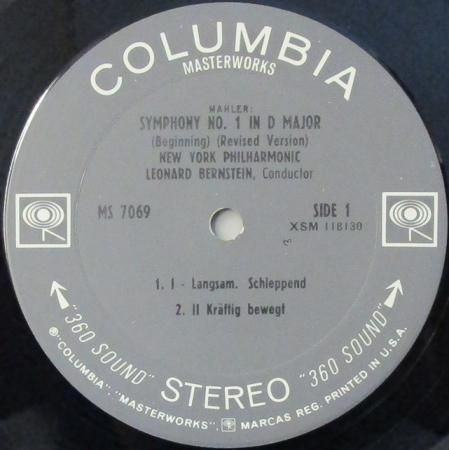 COLUMBIA
MASTERWORKS
MAHLER:
SYMPHONY NO. 1 IN D MAJOR
(Beginning) (Revised Version)
NEW YORK PHILHARMONIC
LEONARD BERNSTEIN, Conductor
MS 7069
SIDE 1
XSM 118130
1. I - Langsam. Schleppend
2. II Kräftig bewegt
"360 SOUND" STEREO "360 SOUND"
® "COLUMBIA", "MASTERWORKS", MARCAS REG. PRINTED IN U.S.A.